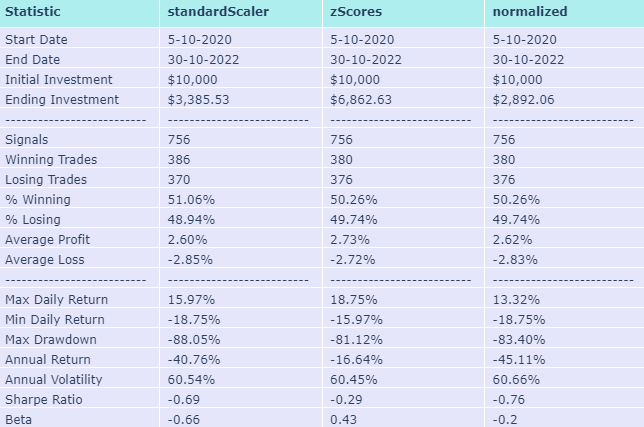 Statistic standardScaler zScores normalized
Start Date 5-10-2020 5-10-2020 5-10-2020
End Date 30-10-2022 30-10-2022 30-10-2022
Initial Investment $10,000 $10,000 $10,000
Ending Investment $3,385.53 $6,862.63 $2,892.06
-------------------------- -------------------------- -------------------------- --------------------------
Signals 756 756 756
Winning Trades 386 380 380
Losing Trades 370 376 376
% Winning 51.06% 50.26% 50.26%
% Losing 48.94% 49.74% 49.74%
Average Profit 2.60% 2.73% 2.62%
Average Loss -2.85% -2.72% -2.83%
-------------------------- -------------------------- -------------------------- --------------------------
Max Daily Return 15.97% 18.75% 13.32%
Min Daily Return -18.75% -15.97% -18.75%
Max Drawdown -88.05% -81.12% -83.40%
Annual Return -40.76% -16.64% -45.11%
Annual Volatility 60.54% 60.45% 60.66%
Sharpe Ratio -0.69 -0.29 -0.76
Beta -0.66 0.43 -0.2